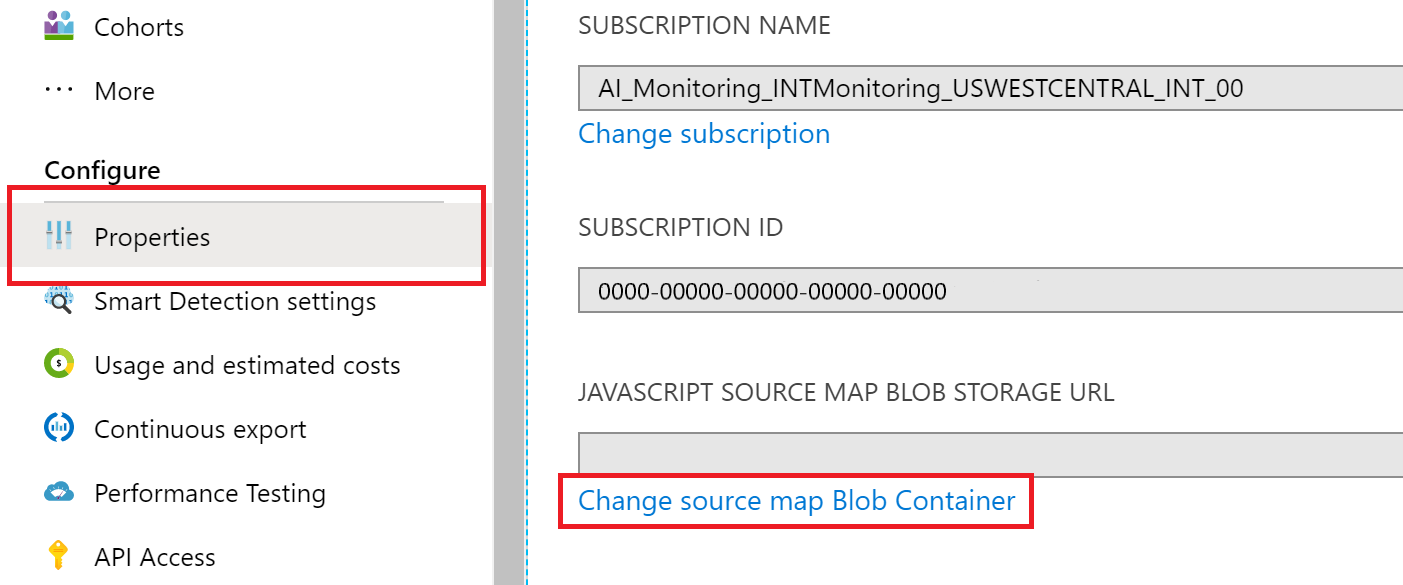 Cohorts
More
Configure
Properties
Smart Detection settings
Usage and estimated costs
Continuous export
Performance Testing
API Access
SUBSCRIPTION NAME
AI_Monitoring_INTMonitoring_USWESTCENTRAL_INT_00
Change subscription
SUBSCRIPTION ID
0000-00000-00000-00000-00000
JAVASCRIPT SOURCE MAP BLOB STORAGE URL
Change source map Blob Container